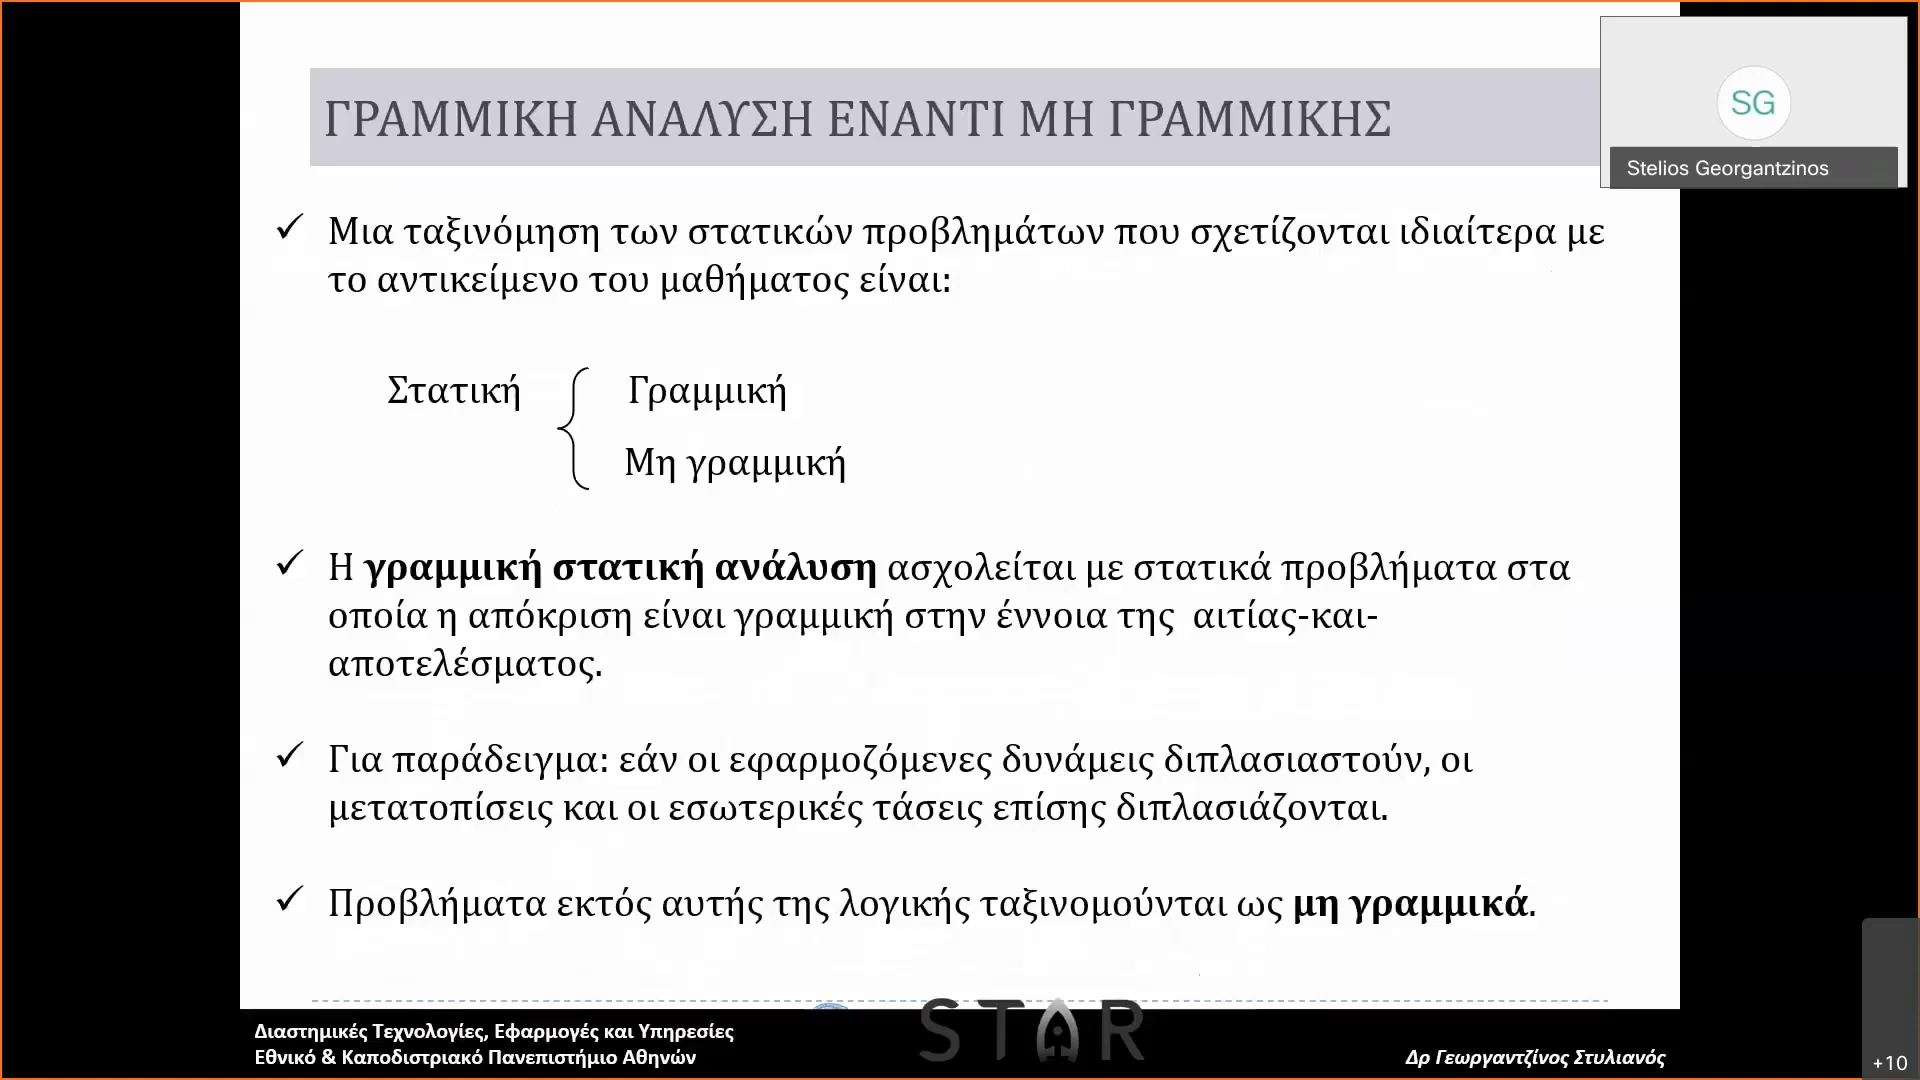 ΓΡΑΜΜΙΚΗ ΑΝΑΛΥΣΗ ΕΝΑΝΤΙ ΜΗ ΓΡΑΜΜΙΚΗΣ
SG
Stelios Georgantzinos
✓ Μια ταξινόμηση των στατικών προβλημάτων που σχετίζονται ιδιαίτερα με
το αντικείμενο του μαθήματος είναι:
Στατική { Γραμμική
Μη γραμμική
✓ Η γραμμική στατική ανάλυση ασχολείται με στατικά προβλήματα στα
οποία η απόκριση είναι γραμμική στην έννοια της αιτίας-και-
αποτελέσματος.
✓ Για παράδειγμα: εάν οι εφαρμοζόμενες δυνάμεις διπλασιαστούν, οι
μετατοπίσεις και οι εσωτερικές τάσεις επίσης διπλασιάζονται.
✓ Προβλήματα εκτός αυτής της λογικής ταξινομούνται ως μη γραμμικά.
Διαστημικές Τεχνολογίες, Εφαρμογές και Υπηρεσίες
Εθνικό & Καποδιστριακό Πανεπιστήμιο Αθηνών
STAR
Δρ Γεωργαντζίνος Στυλιανός
+10